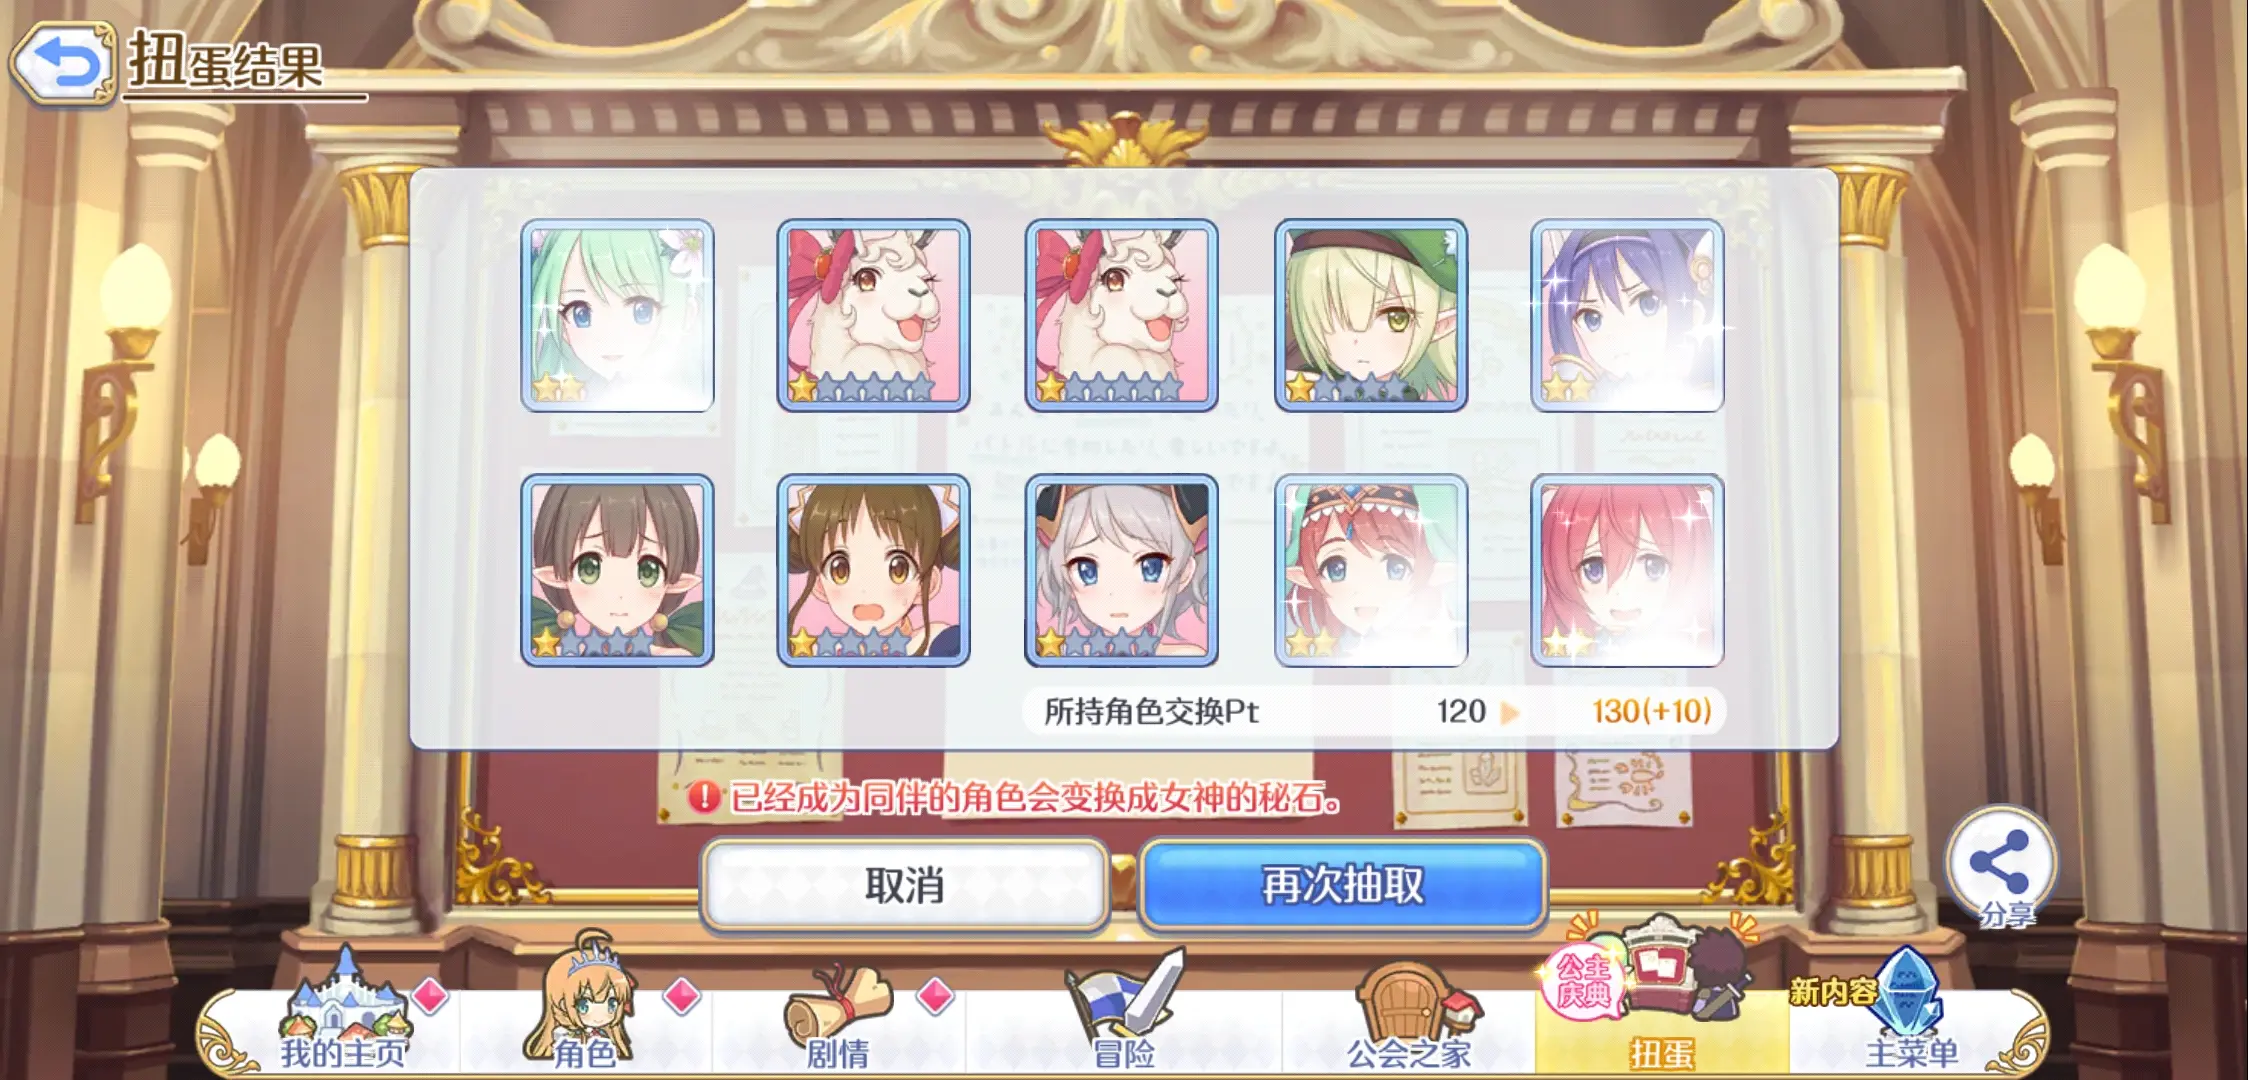 扭蛋结果
所持角色交换Pt 120 130(+10)
已经成为同伴的角色会变换成女神的秘石。
取消
再次抽取
分享
公主
庆典
新内容
我的主页
角色
剧情
冒险
公会之家
扭蛋
主菜单